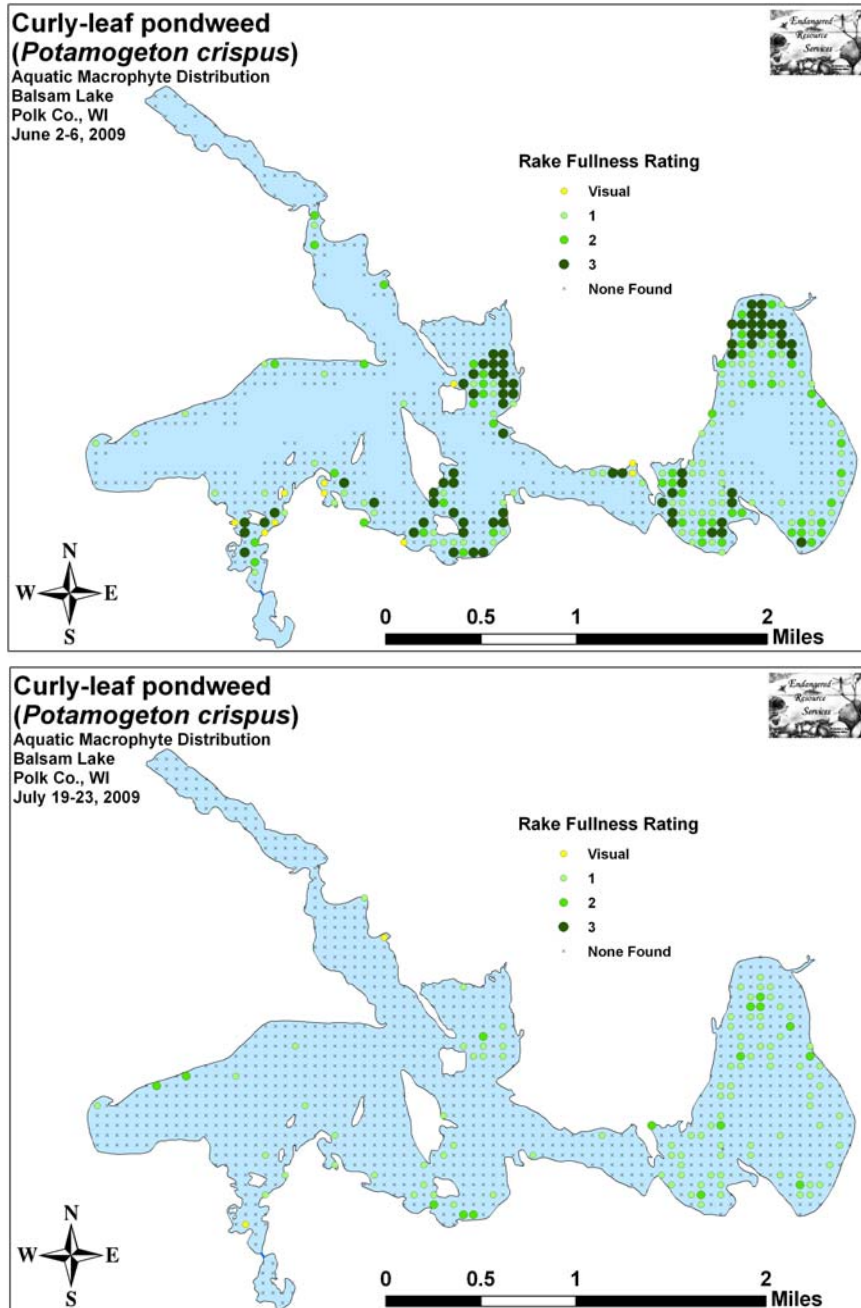 Curly-leaf pondweed
(Potamogeton crispus)
Aquatic Macrophyte Distribution
Balsam Lake
Polk Co., WI
June 2-6, 2009
Endangered
Resource
Services
Rake Fullness Rating
Visual
1
2
3
None Found
N
W E
S
0 0.5 1 2
Miles
Curly-leaf pondweed
(Potamogeton crispus)
Aquatic Macrophyte Distribution
Balsam Lake
Polk Co., WI
July 19-23, 2009
Endangered
Resource
Services
Rake Fullness Rating
Visual
1
2
3
None Found
N
W E
S
0 0.5 1 2
Miles